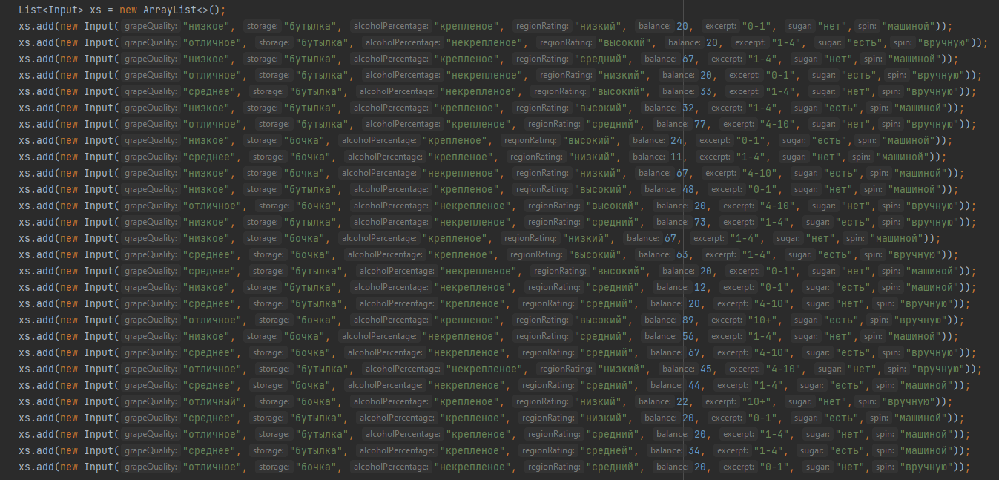 List<Input> xs = new ArrayList<>();
xs.add(new Input( grapeQuality: "низкое", storage: "бутылка", alcoholPercentage: "крепленое", regionRating: "низкий", balance: 20, excerpt: "0-1", sugar: "нет", spin: "машиной"));
xs.add(new Input( grapeQuality: "отличное", storage: "бутылка", alcoholPercentage: "некрепленое", regionRating: "высокий", balance: 20, excerpt: "1-4", sugar: "есть", spin: "вручную"));
xs.add(new Input( grapeQuality: "низкое", storage: "бутылка", alcoholPercentage: "крепленое", regionRating: "средний", balance: 67, excerpt: "1-4", sugar: "нет", spin: "машиной"));
xs.add(new Input( grapeQuality: "отличное", storage: "бутылка", alcoholPercentage: "некрепленое", regionRating: "низкий", balance: 20, excerpt: "0-1", sugar: "есть", spin: "вручную"));
xs.add(new Input( grapeQuality: "среднее", storage: "бутылка", alcoholPercentage: "некрепленое", regionRating: "высокий", balance: 33, excerpt: "1-4", sugar: "нет", spin: "вручную"));
xs.add(new Input( grapeQuality: "низкое", storage: "бутылка", alcoholPercentage: "крепленое", regionRating: "высокий", balance: 32, excerpt: "1-4", sugar: "есть", spin: "машиной"));
xs.add(new Input( grapeQuality: "отличное", storage: "бутылка", alcoholPercentage: "крепленое", regionRating: "средний", balance: 77, excerpt: "4-10", sugar: "нет", spin: "вручную"));
xs.add(new Input( grapeQuality: "низкое", storage: "бочка", alcoholPercentage: "крепленое", regionRating: "высокий", balance: 24, excerpt: "0-1", sugar: "есть", spin: "машиной"));
xs.add(new Input( grapeQuality: "среднее", storage: "бочка", alcoholPercentage: "крепленое", regionRating: "низкий", balance: 11, excerpt: "1-4", sugar: "нет", spin: "машиной"));
xs.add(new Input( grapeQuality: "низкое", storage: "бочка", alcoholPercentage: "некрепленое", regionRating: "низкий", balance: 67, excerpt: "4-10", sugar: "есть", spin: "машиной"));
xs.add(new Input( grapeQuality: "низкое", storage: "бутылка", alcoholPercentage: "крепленое", regionRating: "высокий", balance: 48, excerpt: "0-1", sugar: "нет", spin: "машиной"));
xs.add(new Input( grapeQuality: "отличное", storage: "бочка", alcoholPercentage: "некрепленое", regionRating: "высокий", balance: 20, excerpt: "4-10", sugar: "нет", spin: "вручную"));
xs.add(new Input( grapeQuality: "низкое", storage: "бутылка", alcoholPercentage: "некрепленое", regionRating: "средний", balance: 73, excerpt: "1-4", sugar: "есть", spin: "вручную"));
xs.add(new Input( grapeQuality: "низкое", storage: "бочка", alcoholPercentage: "крепленое", regionRating: "низкий", balance: 67, excerpt: "1-4", sugar: "нет", spin: "машиной"));
xs.add(new Input( grapeQuality: "среднее", storage: "бочка", alcoholPercentage: "крепленое", regionRating: "высокий", balance: 63, excerpt: "1-4", sugar: "есть", spin: "вручную"));
xs.add(new Input( grapeQuality: "среднее", storage: "бочка", alcoholPercentage: "некрепленое", regionRating: "высокий", balance: 20, excerpt: "0-1", sugar: "нет", spin: "машиной"));
xs.add(new Input( grapeQuality: "низкое", storage: "бутылка", alcoholPercentage: "некрепленое", regionRating: "средний", balance: 12, excerpt: "0-1", sugar: "есть", spin: "машиной"));
xs.add(new Input( grapeQuality: "среднее", storage: "бутылка", alcoholPercentage: "крепленое", regionRating: "средний", balance: 20, excerpt: "4-10", sugar: "нет", spin: "вручную"));
xs.add(new Input( grapeQuality: "отличное", storage: "бочка", alcoholPercentage: "крепленое", regionRating: "высокий", balance: 89, excerpt: "10+", sugar: "есть", spin: "вручную"));
xs.add(new Input( grapeQuality: "низкое", storage: "бочка", alcoholPercentage: "некрепленое", regionRating: "средний", balance: 56, excerpt: "1-4", sugar: "нет", spin: "машиной"));
xs.add(new Input( grapeQuality: "среднее", storage: "бочка", alcoholPercentage: "некрепленое", regionRating: "средний", balance: 67, excerpt: "4-10", sugar: "есть", spin: "вручную"));
xs.add(new Input( grapeQuality: "отличное", storage: "бутылка", alcoholPercentage: "некрепленое", regionRating: "низкий", balance: 45, excerpt: "4-10", sugar: "нет", spin: "вручную"));
xs.add(new Input( grapeQuality: "среднее", storage: "бочка", alcoholPercentage: "некрепленое", regionRating: "средний", balance: 44, excerpt: "1-4", sugar: "есть", spin: "машиной"));
xs.add(new Input( grapeQuality: "отличный", storage: "бочка", alcoholPercentage: "крепленое", regionRating: "низкий", balance: 22, excerpt: "10+", sugar: "нет", spin: "вручную"));
xs.add(new Input( grapeQuality: "среднее", storage: "бутылка", alcoholPercentage: "крепленое", regionRating: "низкий", balance: 20, excerpt: "0-1", sugar: "есть", spin: "машиной"));
xs.add(new Input( grapeQuality: "отличное", storage: "бутылка", alcoholPercentage: "крепленое", regionRating: "средний", balance: 20, excerpt: "1-4", sugar: "нет", spin: "машиной"));
xs.add(new Input( grapeQuality: "среднее", storage: "бутылка", alcoholPercentage: "крепленое", regionRating: "средней", balance: 34, excerpt: "1-4", sugar: "есть", spin: "машиной"));
xs.add(new Input( grapeQuality: "отличное", storage: "бочка", alcoholPercentage: "некрепленое", regionRating: "средний", balance: 20, excerpt: "0-1", sugar: "нет", spin: "вручную"));